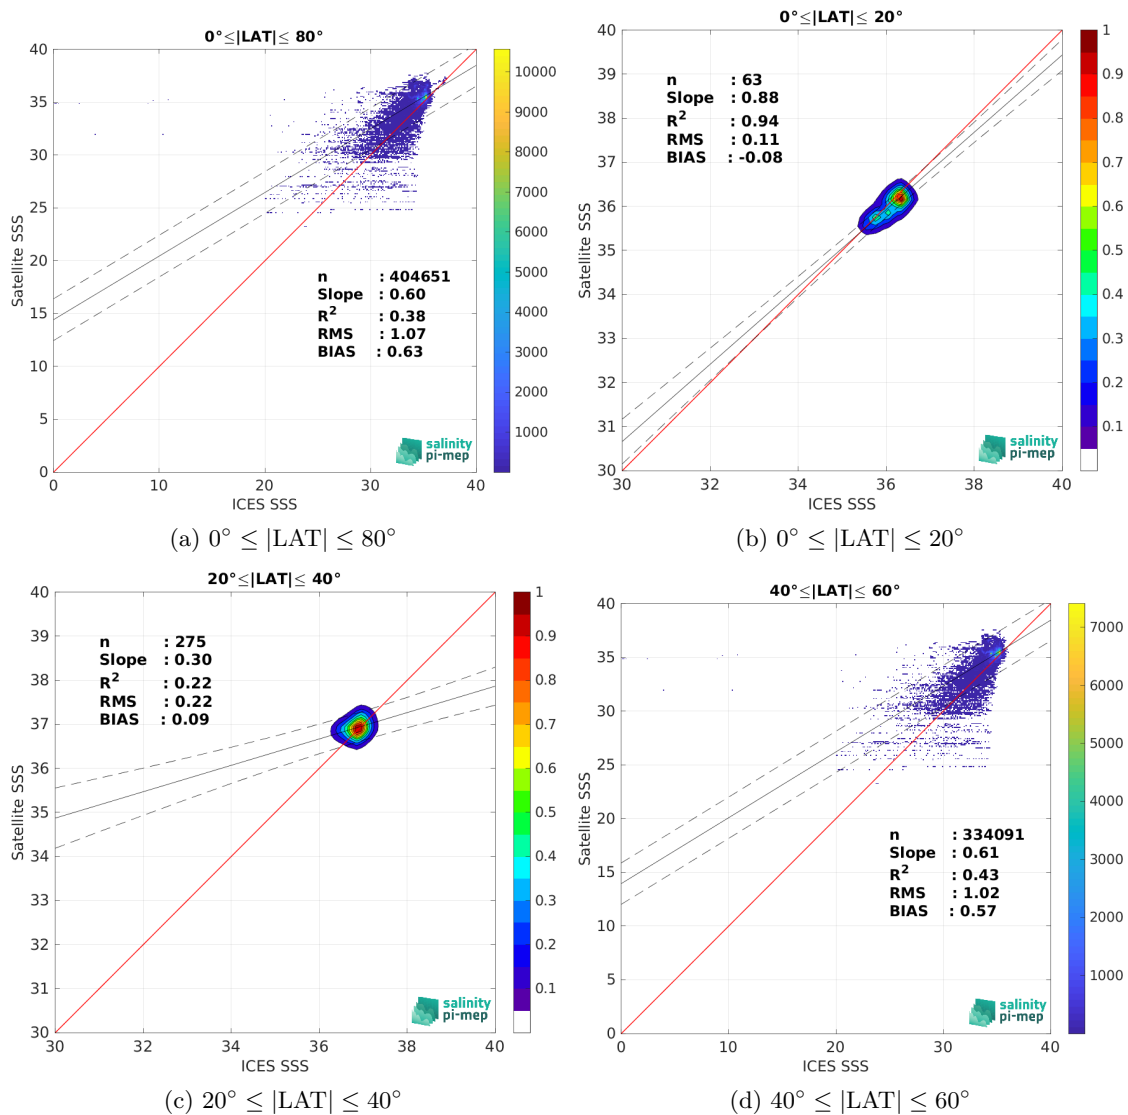 0°≤|LAT|≤ 80°
40
35
30
25
20
15
10
5
0
Satellite SSS
n : 404651
Slope : 0.60
R² : 0.38
RMS : 1.07
BIAS : 0.63
salinity
pi-mep
0 10 20 30 40
ICES SSS
10000
9000
8000
7000
6000
5000
4000
3000
2000
1000
(a) 0° ≤ |LAT| ≤ 80°
0°≤|LAT|≤ 20°
40
39
38
37
36
35
34
33
32
31
30
Satellite SSS
n : 63
Slope : 0.88
R² : 0.94
RMS : 0.11
BIAS : -0.08
salinity
pi-mep
30 32 34 36 38 40
ICES SSS
1
0.9
0.8
0.7
0.6
0.5
0.4
0.3
0.2
0.1
(b) 0° ≤ |LAT| ≤ 20°
20°≤|LAT|≤ 40°
40
39
38
37
36
35
34
33
32
31
30
Satellite SSS
n : 275
Slope : 0.30
R² : 0.22
RMS : 0.22
BIAS : 0.09
salinity
pi-mep
30 32 34 36 38 40
ICES SSS
1
0.9
0.8
0.7
0.6
0.5
0.4
0.3
0.2
0.1
(c) 20° ≤ |LAT| ≤ 40°
40°≤|LAT|≤ 60°
40
35
30
25
20
15
10
5
0
Satellite SSS
n : 334091
Slope : 0.61
R² : 0.43
RMS : 1.02
BIAS : 0.57
salinity
pi-mep
0 10 20 30 40
ICES SSS
7000
6000
5000
4000
3000
2000
1000
(d) 40° ≤ |LAT| ≤ 60°